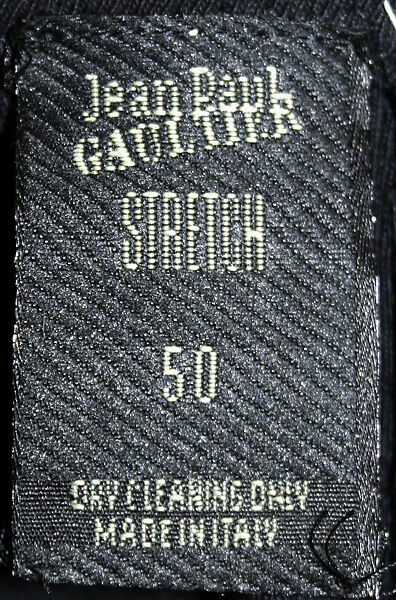 Jean Paul
GAULTIER
STRETCH
50
DRY CLEANING ONLY
MADE IN ITALY